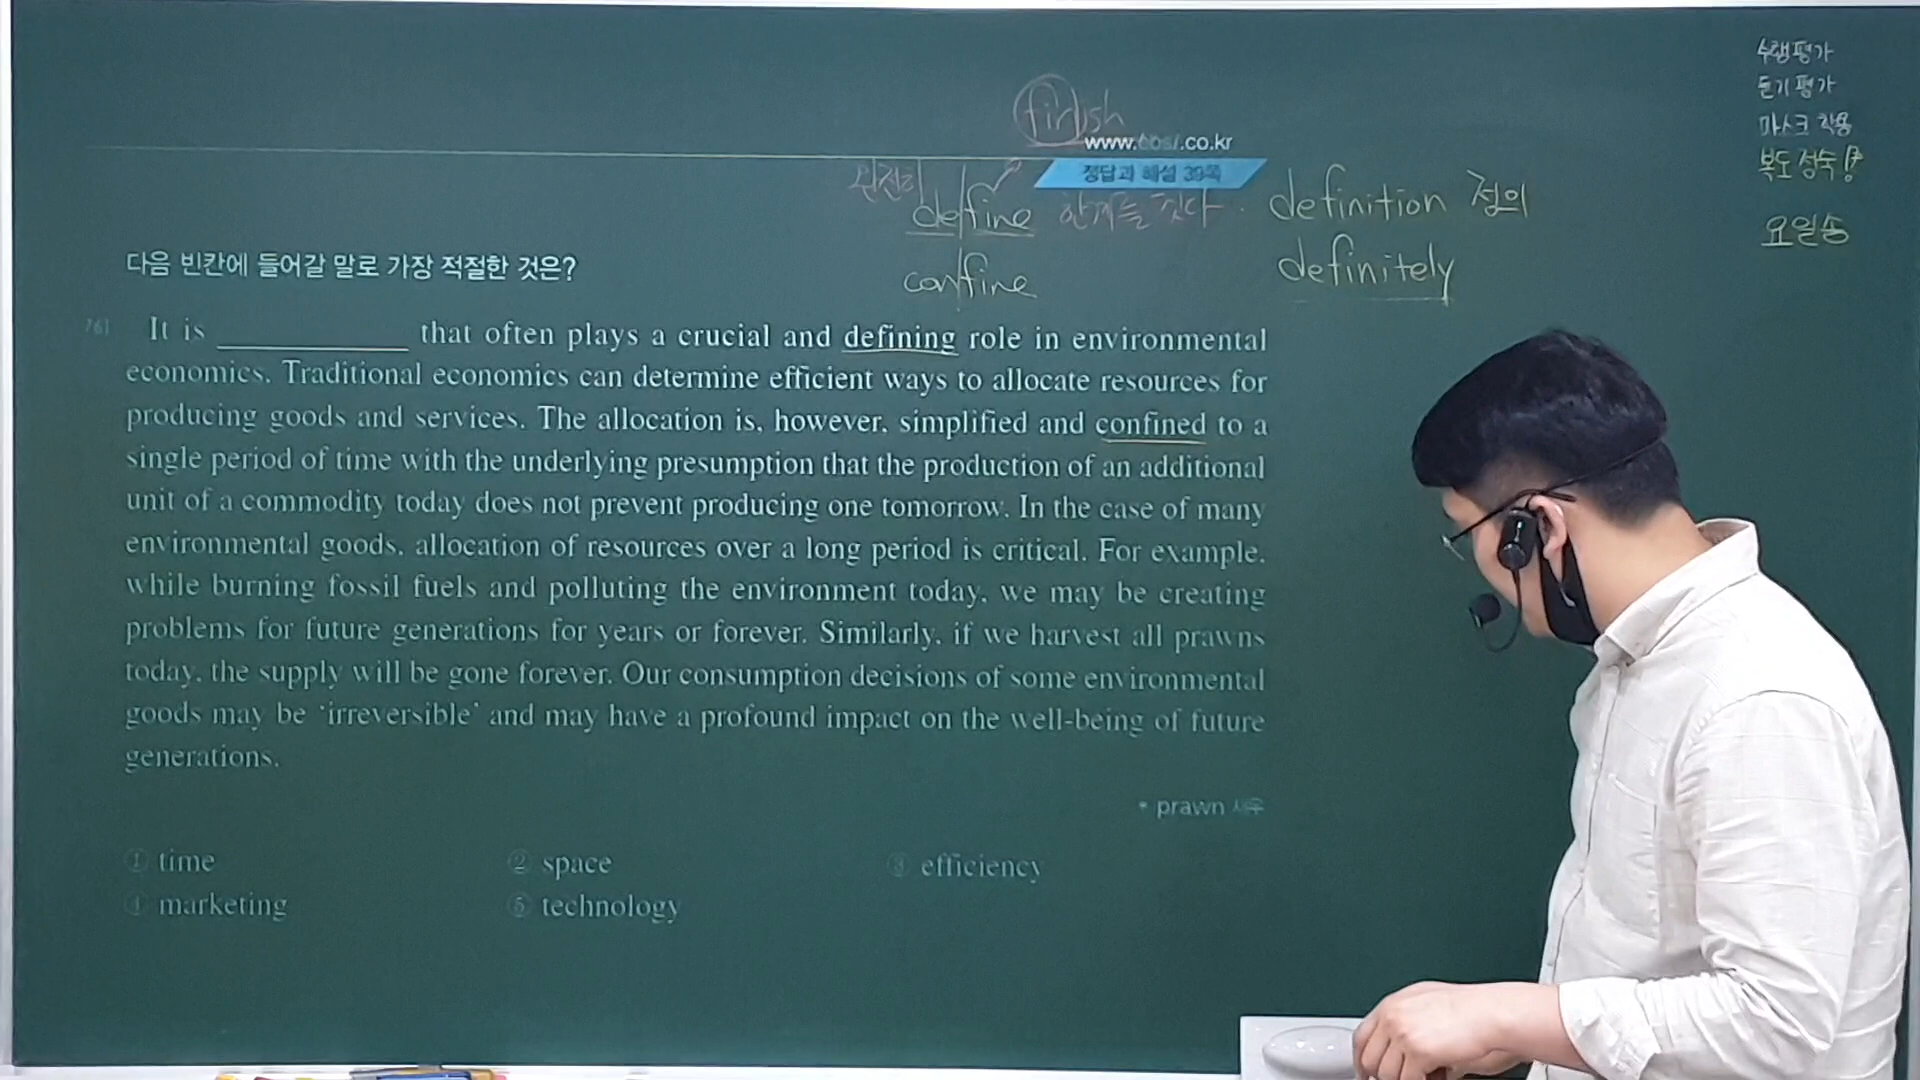 수행평가
듣기평가
마스크 착용
복도 정숙!!
요일송
finish
www.ebsi.co.kr
정답과 해설 39쪽
완전히
define 한계를 짓다. definition 정의
confine definitely
다음 빈칸에 들어갈 말로 가장 적절한 것은?
It is ____________ that often plays a crucial and defining role in environmental
economics. Traditional economics can determine efficient ways to allocate resources for
producing goods and services. The allocation is, however, simplified and confined to a
single period of time with the underlying presumption that the production of an additional
unit of a commodity today does not prevent producing one tomorrow. In the case of many
environmental goods, allocation of resources over a long period is critical. For example,
while burning fossil fuels and polluting the environment today, we may be creating
problems for future generations for years or forever. Similarly, if we harvest all prawns
today, the supply will be gone forever. Our consumption decisions of some environmental
goods may be ‘irreversible’ and may have a profound impact on the well-being of future
generations.
* prawn 새우
① time ② space ③ efficiency
④ marketing ⑤ technology